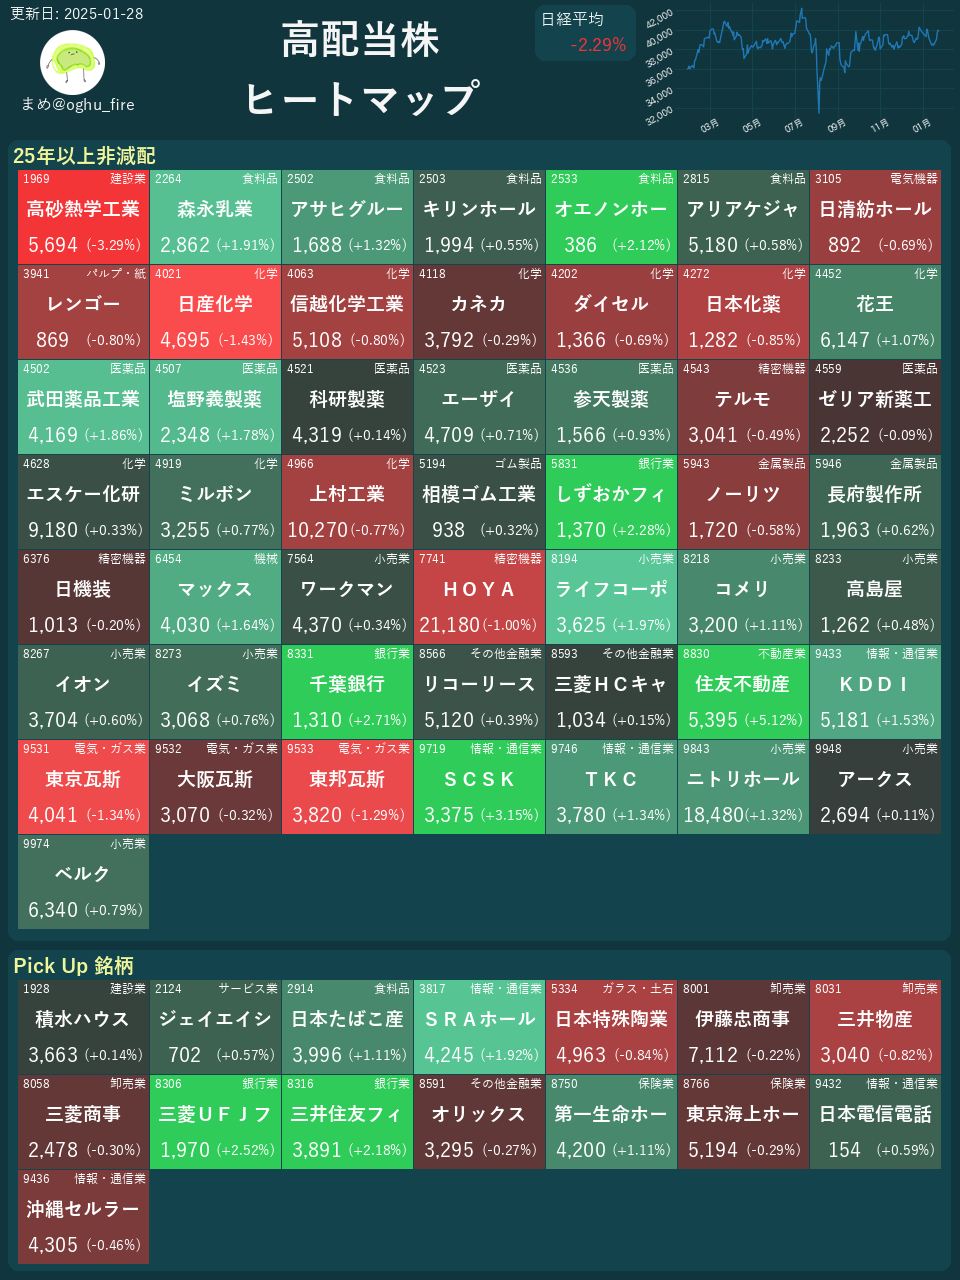 更新日: 2025-01-28
まめ@oghu_fire
高配当株
ヒートマップ
日経平均
-2.29%
42,000
40,000
38,000
36,000
34,000
32,000
03月 05月 07月 09月 11月 01月
25年以上非減配
1969 建設業
高砂熱学工業
5,694 (-3.29%)
2264 食料品
森永乳業
2,862 (+1.91%)
2502 食料品
アサヒグルー
1,688 (+1.32%)
2503 食料品
キリンホール
1,994 (+0.55%)
2533 食料品
オエノンホー
386 (+2.12%)
2815 食料品
アリアケジャ
5,180 (+0.58%)
3105 電気機器
日清紡ホール
892 (-0.69%)
3941 パルプ・紙
レンゴー
869 (-0.80%)
4021 化学
日産化学
4,695 (-1.43%)
4063 化学
信越化学工業
5,108 (-0.80%)
4118 化学
カネカ
3,792 (-0.29%)
4202 化学
ダイセル
1,366 (-0.69%)
4272 化学
日本化薬
1,282 (-0.85%)
4452 化学
花王
6,147 (+1.07%)
4502 医薬品
武田薬品工業
4,169 (+1.86%)
4507 医薬品
塩野義製薬
2,348 (+1.78%)
4521 医薬品
科研製薬
4,319 (+0.14%)
4523 医薬品
エーザイ
4,709 (+0.71%)
4536 医薬品
参天製薬
1,566 (+0.93%)
4543 精密機器
テルモ
3,041 (-0.49%)
4559 医薬品
ゼリア新薬工
2,252 (-0.09%)
4628 化学
エスケー化研
9,180 (+0.33%)
4919 化学
ミルボン
3,255 (+0.77%)
4966 化学
上村工業
10,270 (-0.77%)
5194 ゴム製品
相模ゴム工業
938 (+0.32%)
5831 銀行業
しずおかフィ
1,370 (+2.28%)
5943 金属製品
ノーリツ
1,720 (-0.58%)
5946 金属製品
長府製作所
1,963 (+0.62%)
6376 精密機器
日機装
1,013 (-0.20%)
6454 機械
マックス
4,030 (+1.64%)
7564 小売業
ワークマン
4,370 (+0.34%)
7741 精密機器
ＨＯＹＡ
21,180 (-1.00%)
8194 小売業
ライフコーポ
3,625 (+1.97%)
8218 小売業
コメリ
3,200 (+1.11%)
8233 小売業
高島屋
1,262 (+0.48%)
8267 小売業
イオン
3,704 (+0.60%)
8273 小売業
イズミ
3,068 (+0.76%)
8331 銀行業
千葉銀行
1,310 (+2.71%)
8566 その他金融業
リコーリース
5,120 (+0.39%)
8593 その他金融業
三菱ＨＣキャ
1,034 (+0.15%)
8830 不動産業
住友不動産
5,395 (+5.12%)
9433 情報・通信業
ＫＤＤＩ
5,181 (+1.53%)
9531 電気・ガス業
東京瓦斯
4,041 (-1.34%)
9532 電気・ガス業
大阪瓦斯
3,070 (-0.32%)
9533 電気・ガス業
東邦瓦斯
3,820 (-1.29%)
9719 情報・通信業
ＳＣＳＫ
3,375 (+3.15%)
9746 情報・通信業
ＴＫＣ
3,780 (+1.34%)
9843 小売業
ニトリホール
18,480 (+1.32%)
9948 小売業
アークス
2,694 (+0.11%)
9974 小売業
ベルク
6,340 (+0.79%)
Pick Up 銘柄
1928 建設業
積水ハウス
3,663 (+0.14%)
2124 サービス業
ジェイエイシ
702 (+0.57%)
2914 食料品
日本たばこ産
3,996 (+1.11%)
3817 情報・通信業
ＳＲＡホール
4,245 (+1.92%)
5334 ガラス・土石
日本特殊陶業
4,963 (-0.84%)
8001 卸売業
伊藤忠商事
7,112 (-0.22%)
8031 卸売業
三井物産
3,040 (-0.82%)
8058 卸売業
三菱商事
2,478 (-0.30%)
8306 銀行業
三菱ＵＦＪフ
1,970 (+2.52%)
8316 銀行業
三井住友フィ
3,891 (+2.18%)
8591 その他金融業
オリックス
3,295 (-0.27%)
8750 保険業
第一生命ホー
4,200 (+1.11%)
8766 保険業
東京海上ホー
5,194 (-0.29%)
9432 情報・通信業
日本電信電話
154 (+0.59%)
9436 情報・通信業
沖縄セルラー
4,305 (-0.46%)